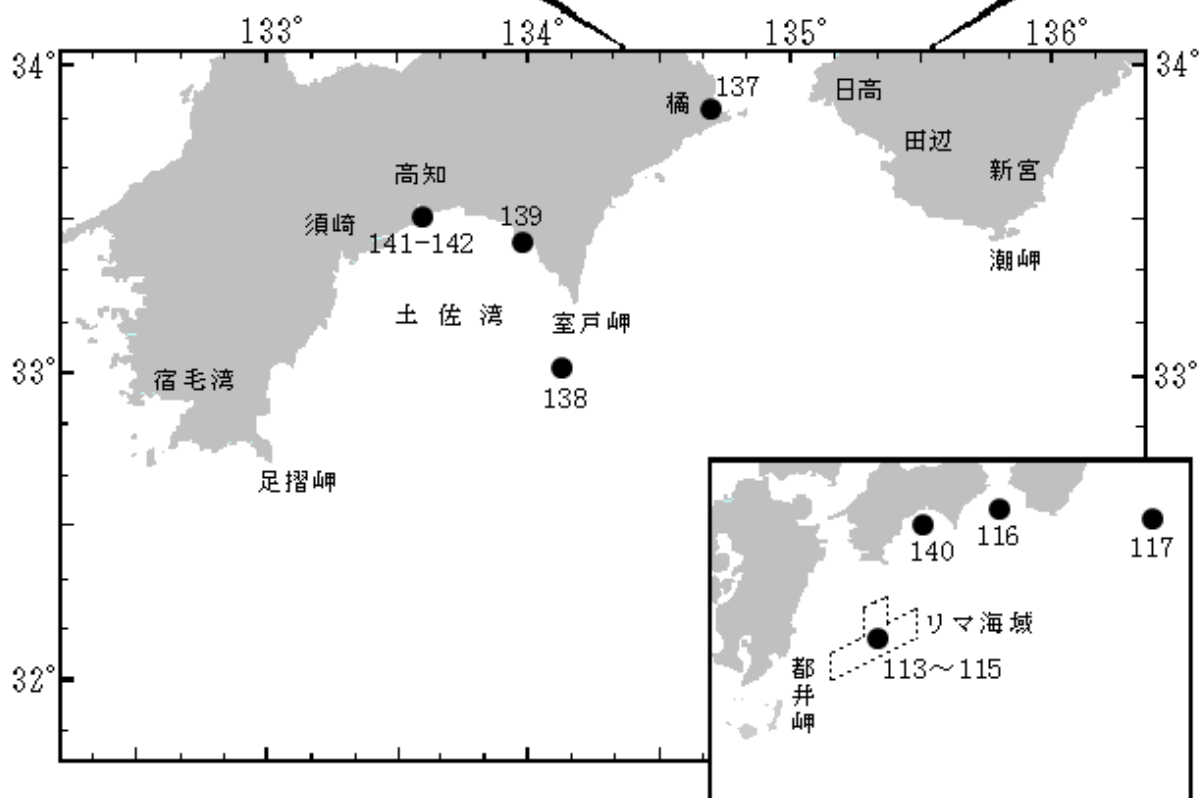 133°
134°
135°
136°
34°
34°
137
橘
日高
田辺
高知
新宮
139
須崎
141-142
潮岬
土佐湾
室戸岬
33°
33°
宿毛湾
138
足摺岬
116
140
117
リマ海域
都井岬
113～115
32°